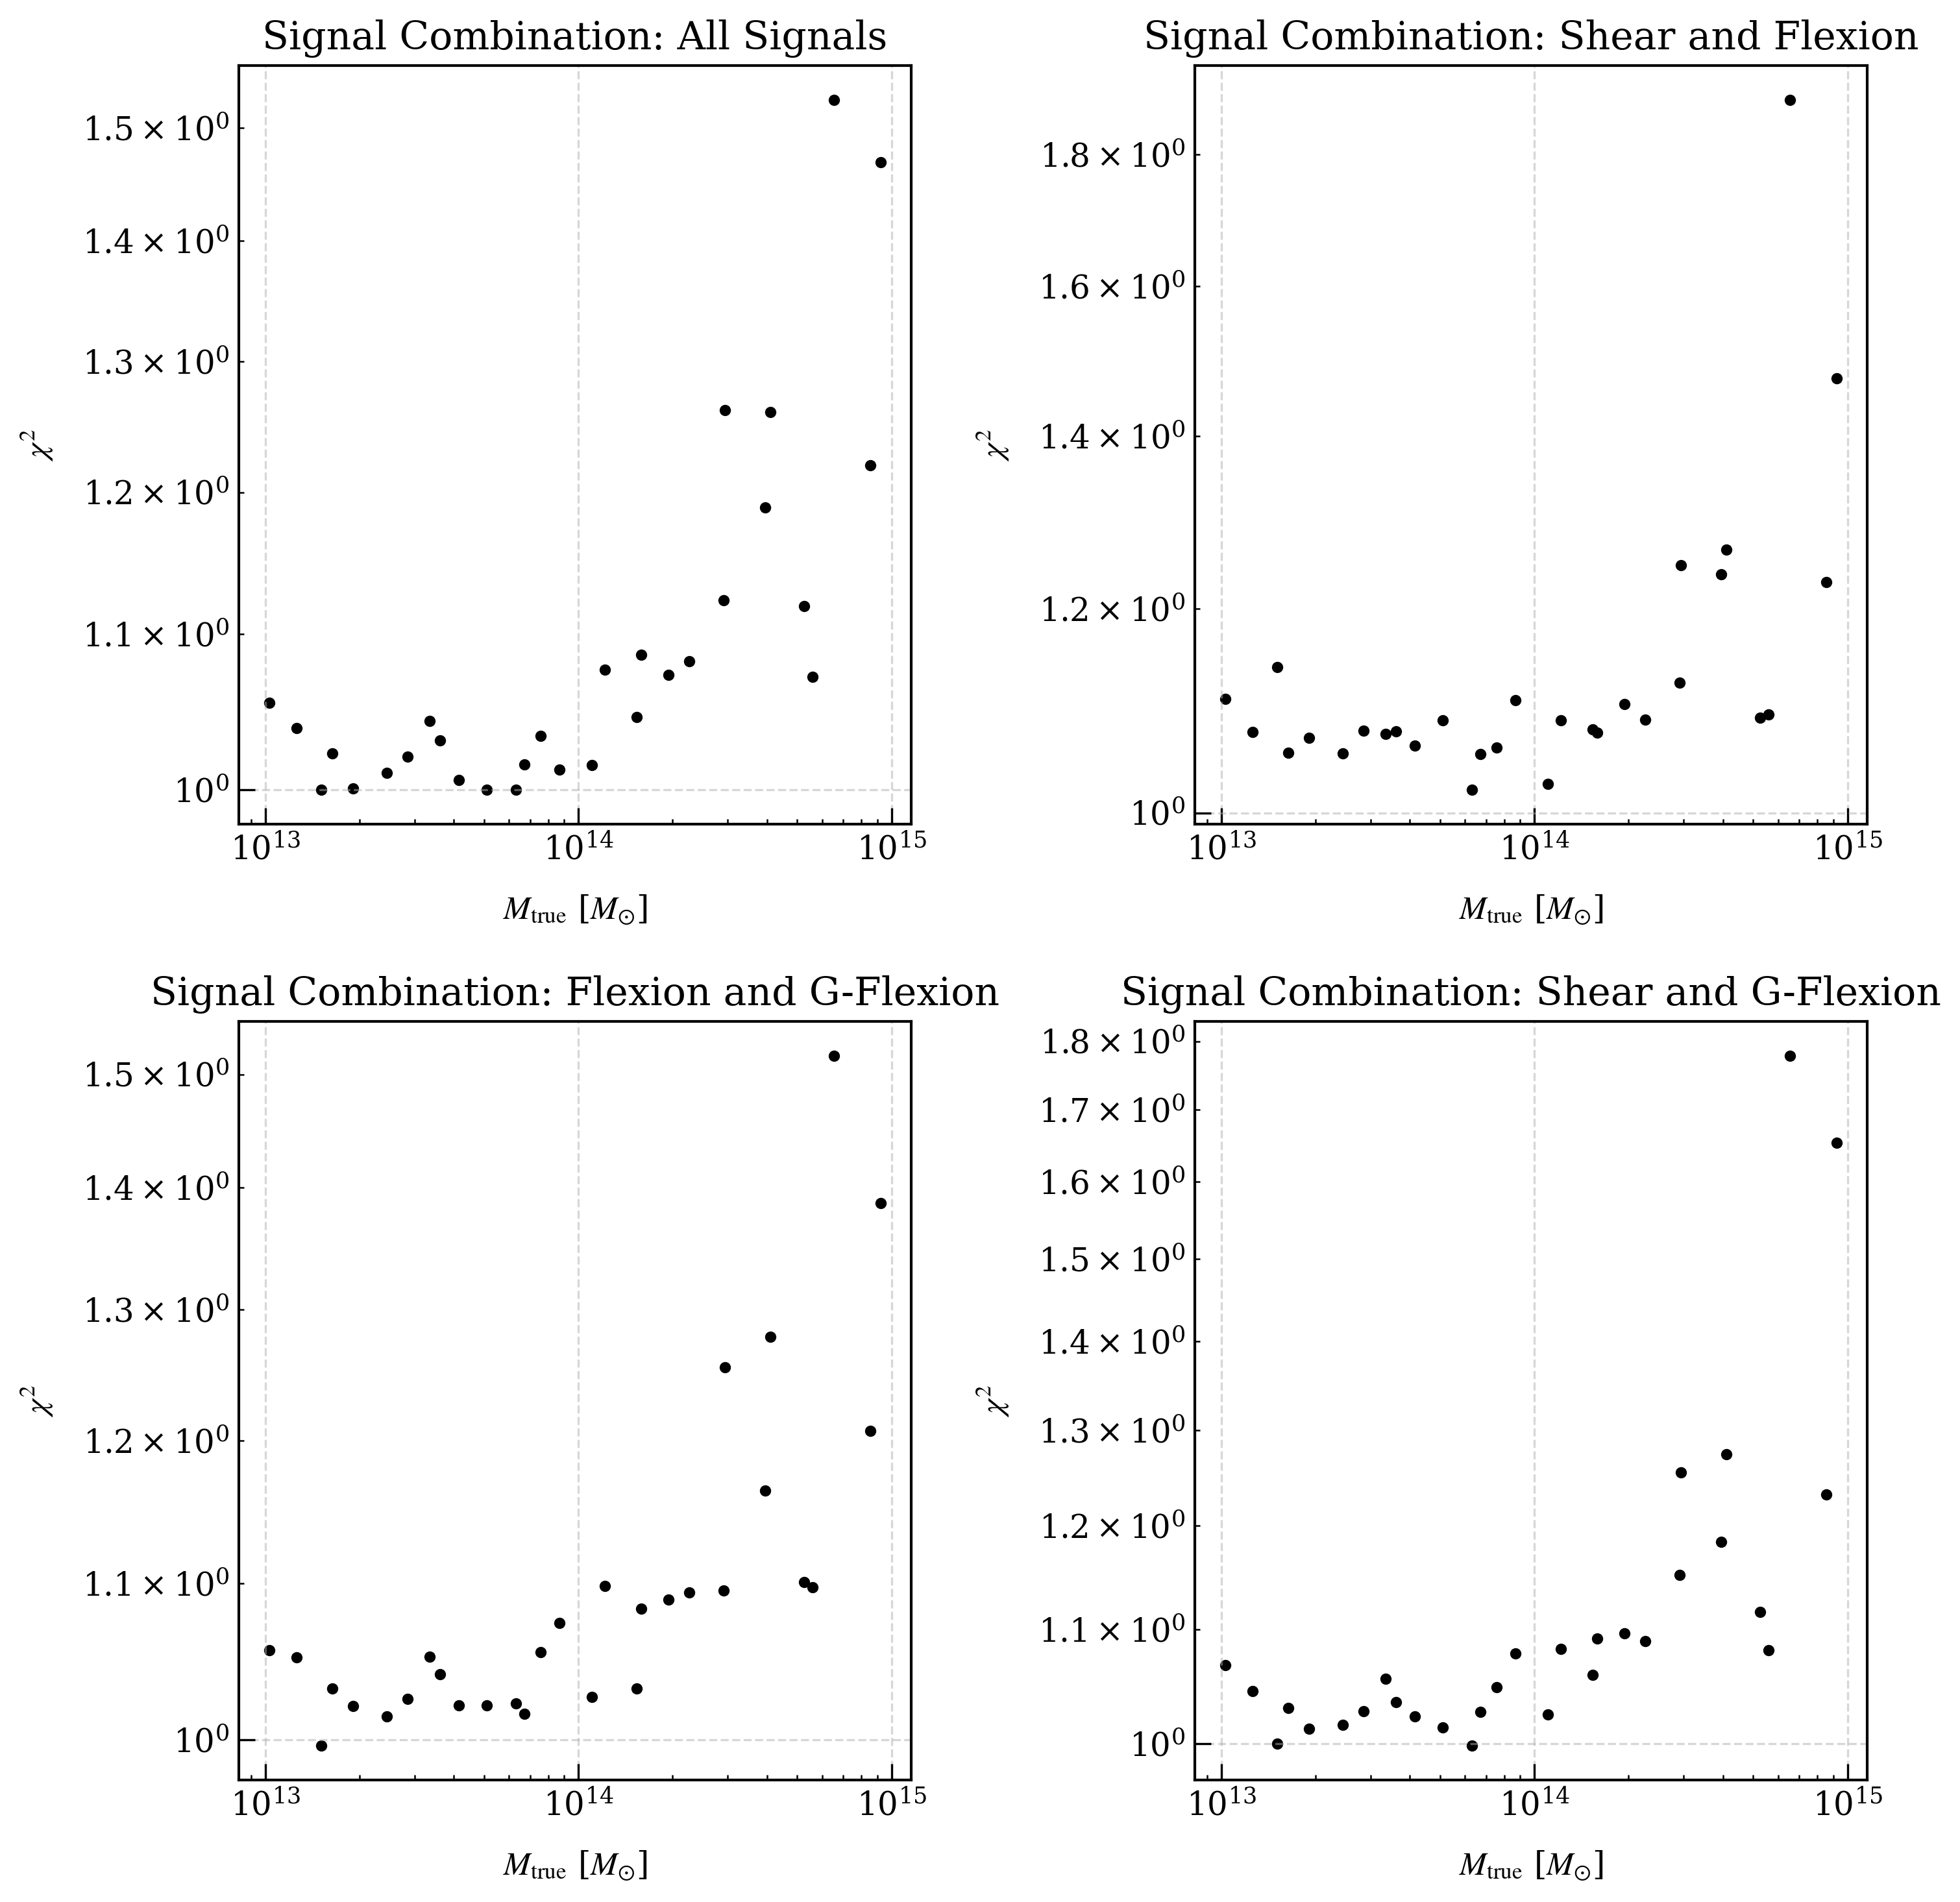 Signal Combination: All Signals
1.5 × 10⁰
1.4 × 10⁰
1.3 × 10⁰
1.2 × 10⁰
1.1 × 10⁰
10⁰
χ²
10¹³ 10¹⁴ 10¹⁵
M_true [M_⊙]
Signal Combination: Shear and Flexion
1.8 × 10⁰
1.6 × 10⁰
1.4 × 10⁰
1.2 × 10⁰
10⁰
χ²
10¹³ 10¹⁴ 10¹⁵
M_true [M_⊙]
Signal Combination: Flexion and G-Flexion
1.5 × 10⁰
1.4 × 10⁰
1.3 × 10⁰
1.2 × 10⁰
1.1 × 10⁰
10⁰
χ²
10¹³ 10¹⁴ 10¹⁵
M_true [M_⊙]
Signal Combination: Shear and G-Flexion
1.8 × 10⁰
1.7 × 10⁰
1.6 × 10⁰
1.5 × 10⁰
1.4 × 10⁰
1.3 × 10⁰
1.2 × 10⁰
1.1 × 10⁰
10⁰
χ²
10¹³ 10¹⁴ 10¹⁵
M_true [M_⊙]